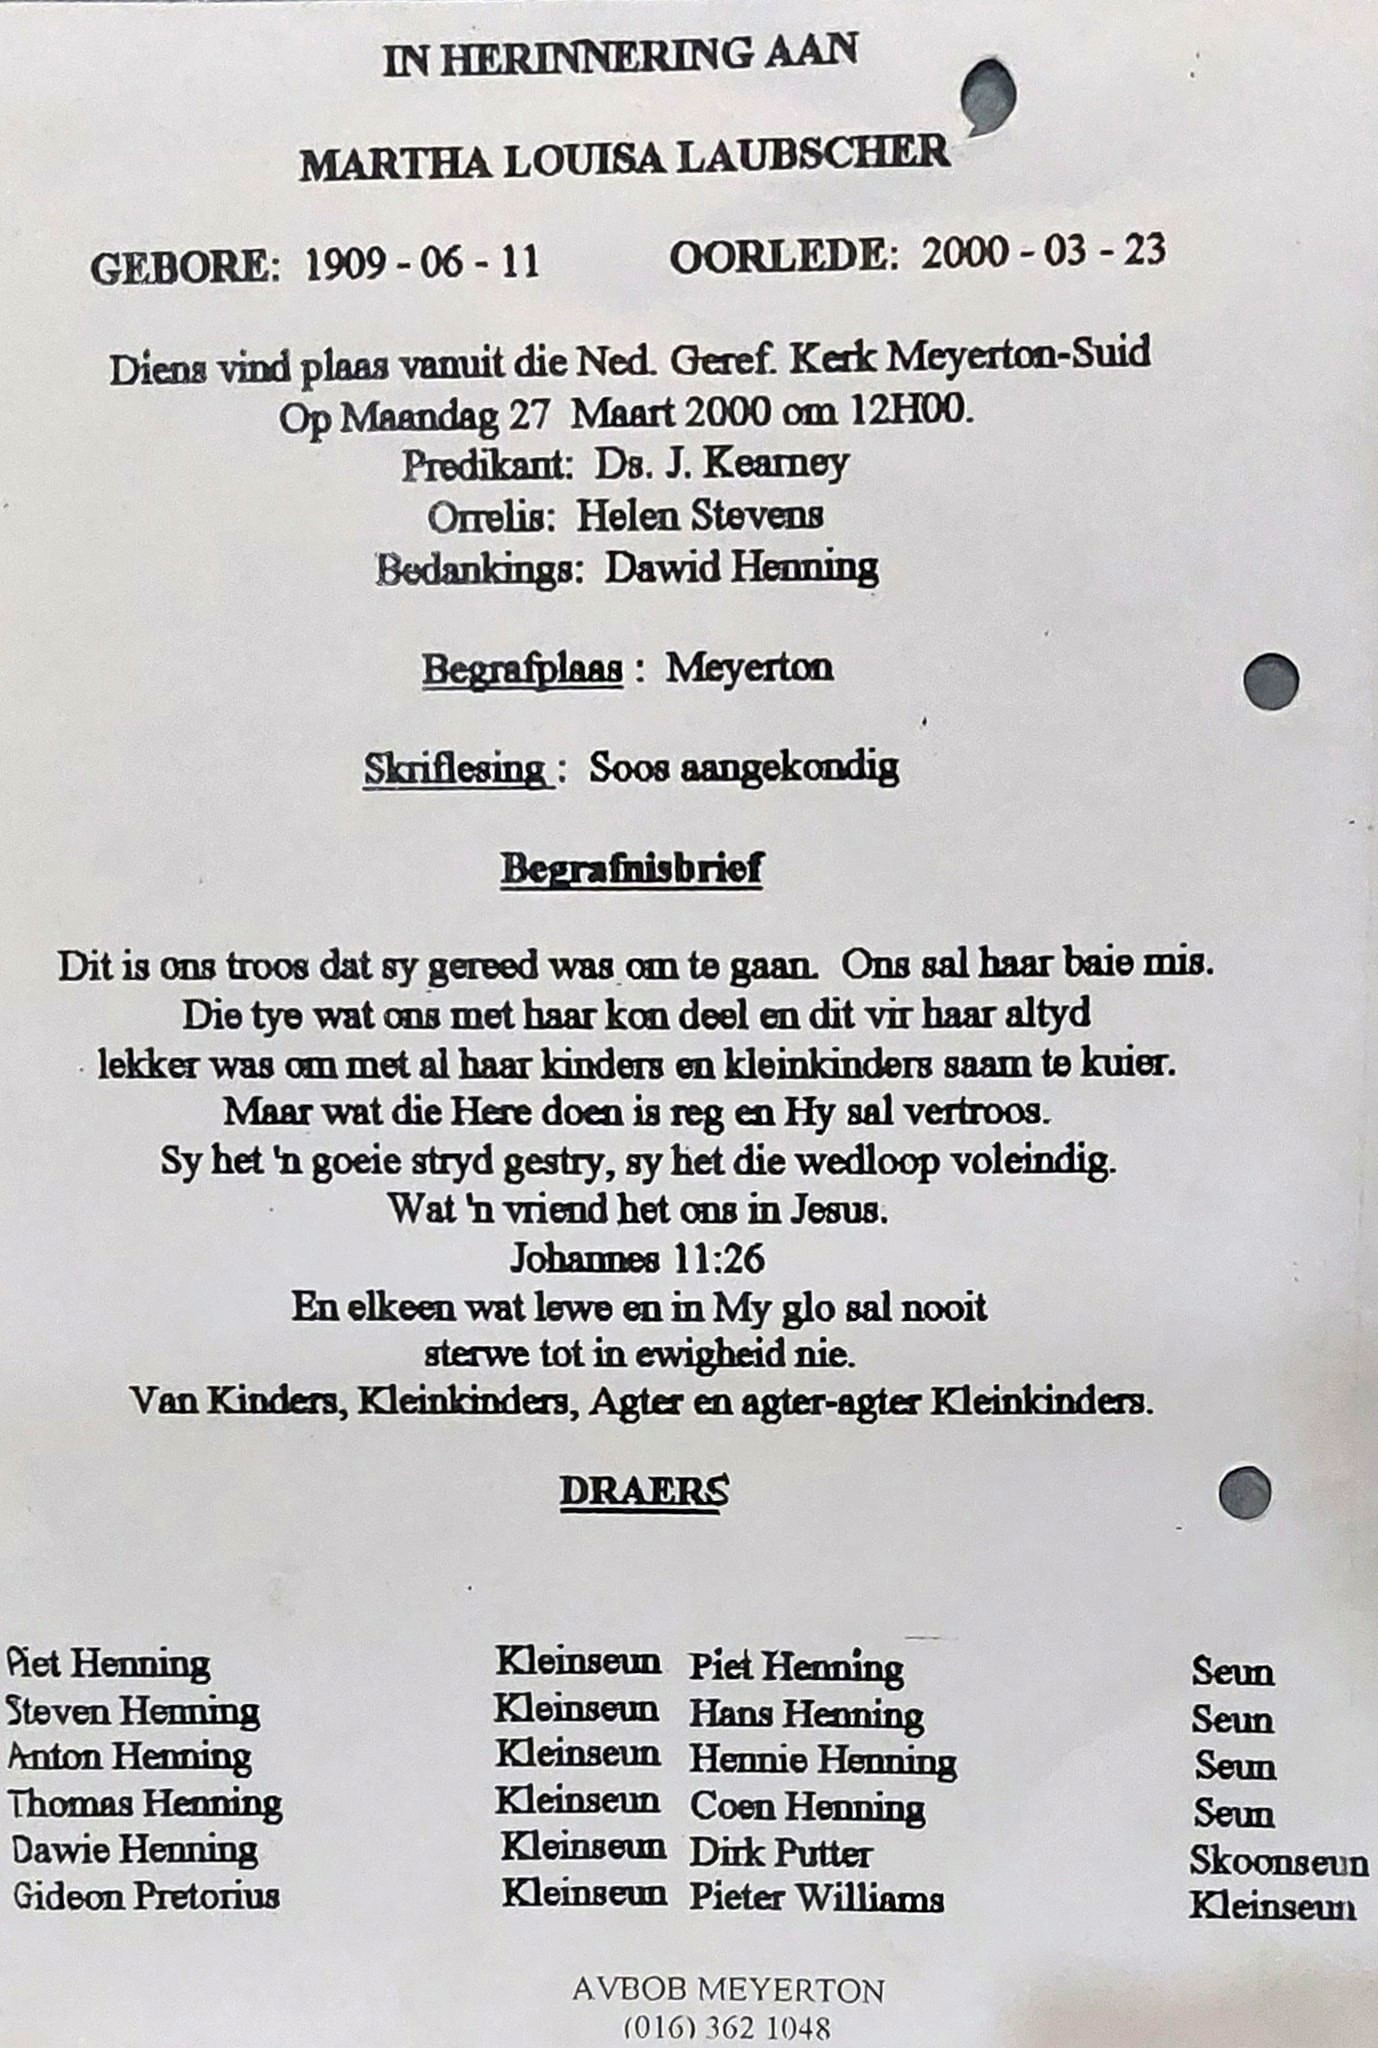 IN HERINNERING AAN
MARTHA LOUISA LAUBSCHER
GEBORE: 1909 - 06 - 11 OORLEDE: 2000 - 03 - 23
Diens vind plaas vanuit die Ned. Geref. Kerk Meyerton-Suid
Op Maandag 27 Maart 2000 om 12H00.
Predikant: Ds. J. Kearney
Orrelis: Helen Stevens
Bedankings: Dawid Henning
Begrafplaas : Meyerton
Skriflesing : Soos aangekondig
Begrafnisbrief
Dit is ons troos dat sy gereed was om te gaan. Ons sal haar baie mis.
Die tye wat ons met haar kon deel en dit vir haar altyd
lekker was om met al haar kinders en kleinkinders saam te kuier.
Maar wat die Here doen is reg en Hy sal vertroos.
Sy het 'n goeie stryd gestry, sy het die wedloop voleindig.
Wat 'n vriend het ons in Jesus.
Johannes 11:26
En elkeen wat lewe en in My glo sal nooit
sterwe tot in ewigheid nie.
Van Kinders, Kleinkinders, Agter en agter-agter Kleinkinders.
DRAERS
Piet Henning Kleinseun Piet Henning Seun
Steven Henning Kleinseun Hans Henning Seun
Anton Henning Kleinseun Hennie Henning Seun
Thomas Henning Kleinseun Coen Henning Seun
Dawie Henning Kleinseun Dirk Putter Skoonseun
Gideon Pretorius Kleinseun Pieter Williams Kleinseun
AVBOB MEYERTON
(016) 362 1048